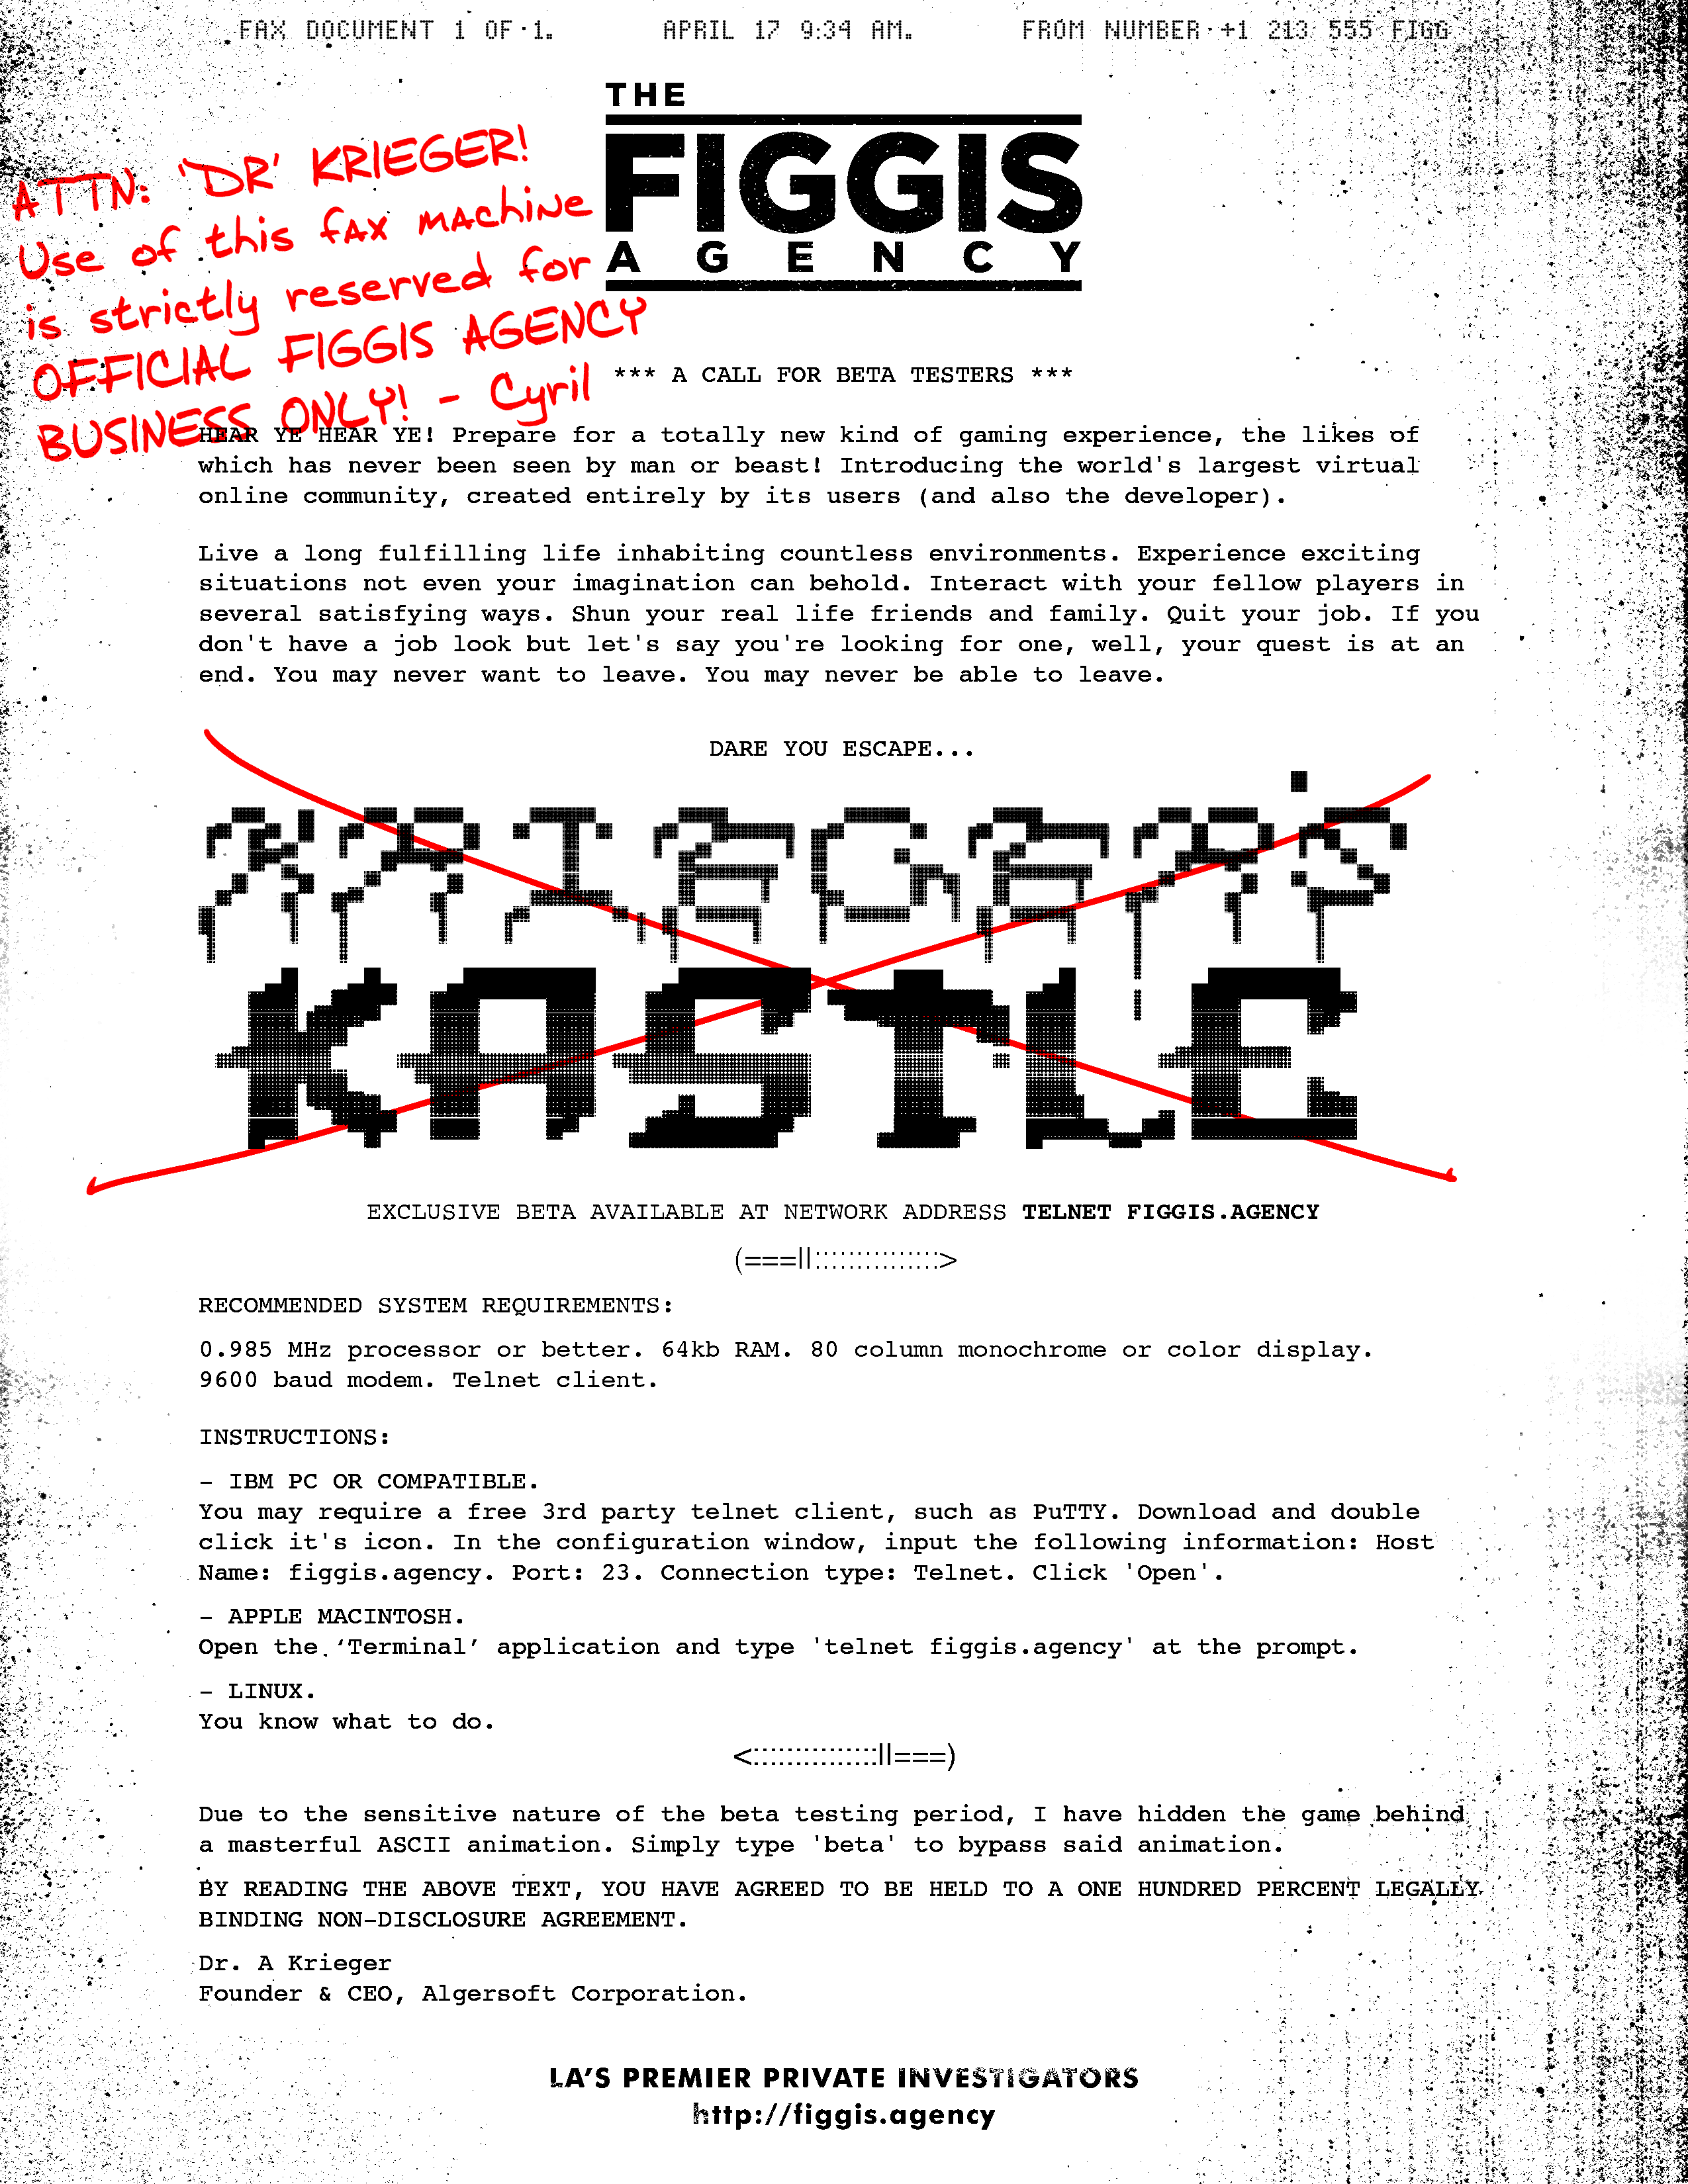 FAX DOCUMENT 1 OF 1.
APRIL 17 9:34 AM.
FROM NUMBER +1 213 555 FIGG
THE
FIGGIS
AGENCY
ATTN: 'DR' KRIEGER!
Use of this fax machine
is strictly reserved for
OFFICIAL FIGGIS AGENCY
BUSINESS ONLY! - Cyril
*** A CALL FOR BETA TESTERS ***
HEAR YE HEAR YE! Prepare for a totally new kind of gaming experience, the likes of
which has never been seen by man or beast! Introducing the world's largest virtual
online community, created entirely by its users (and also the developer).
Live a long fulfilling life inhabiting countless environments. Experience exciting
situations not even your imagination can behold. Interact with your fellow players in
several satisfying ways. Shun your real life friends and family. Quit your job. If you
don't have a job look but let's say you're looking for one, well, your quest is at an
end. You may never want to leave. You may never be able to leave.
DARE YOU ESCAPE...
KRIEGER'S
KASTLE
EXCLUSIVE BETA AVAILABLE AT NETWORK ADDRESS TELNET FIGGIS.AGENCY
(===||:::::::::::::::>
RECOMMENDED SYSTEM REQUIREMENTS:
0.985 MHz processor or better. 64kb RAM. 80 column monochrome or color display.
9600 baud modem. Telnet client.
INSTRUCTIONS:
– IBM PC OR COMPATIBLE.
You may require a free 3rd party telnet client, such as PuTTY. Download and double
click it's icon. In the configuration window, input the following information: Host
Name: figgis.agency. Port: 23. Connection type: Telnet. Click 'Open'.
– APPLE MACINTOSH.
Open the 'Terminal' application and type 'telnet figgis.agency' at the prompt.
– LINUX.
You know what to do.
<:::::::::::::::||===)
Due to the sensitive nature of the beta testing period, I have hidden the game behind
a masterful ASCII animation. Simply type 'beta' to bypass said animation.
BY READING THE ABOVE TEXT, YOU HAVE AGREED TO BE HELD TO A ONE HUNDRED PERCENT LEGALLY
BINDING NON-DISCLOSURE AGREEMENT.
Dr. A Krieger
Founder & CEO, Algersoft Corporation.
LA'S PREMIER PRIVATE INVESTIGATORS
http://figgis.agency